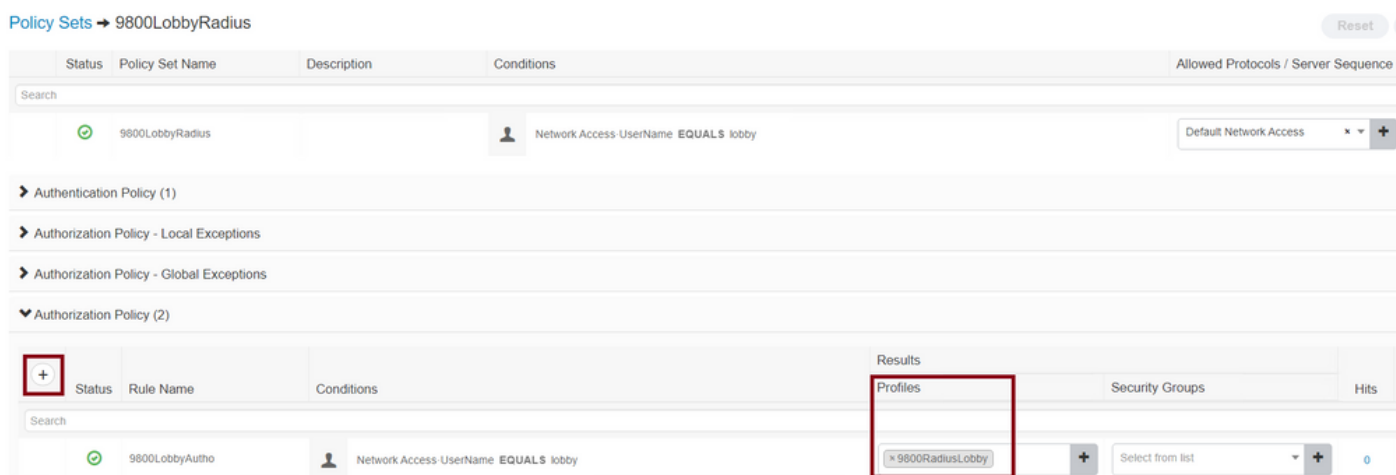 Policy Sets → 9800LobbyRadius
Reset
Status Policy Set Name Description Conditions Allowed Protocols / Server Sequence
Search
9800LobbyRadius Network Access·UserName EQUALS lobby Default Network Access × +
Authentication Policy (1)
Authorization Policy - Local Exceptions
Authorization Policy - Global Exceptions
Authorization Policy (2)
Results
+ Status Rule Name Conditions Profiles Security Groups Hits
Search
9800LobbyAutho Network Access·UserName EQUALS lobby × 9800RadiusLobby + Select from list + 0